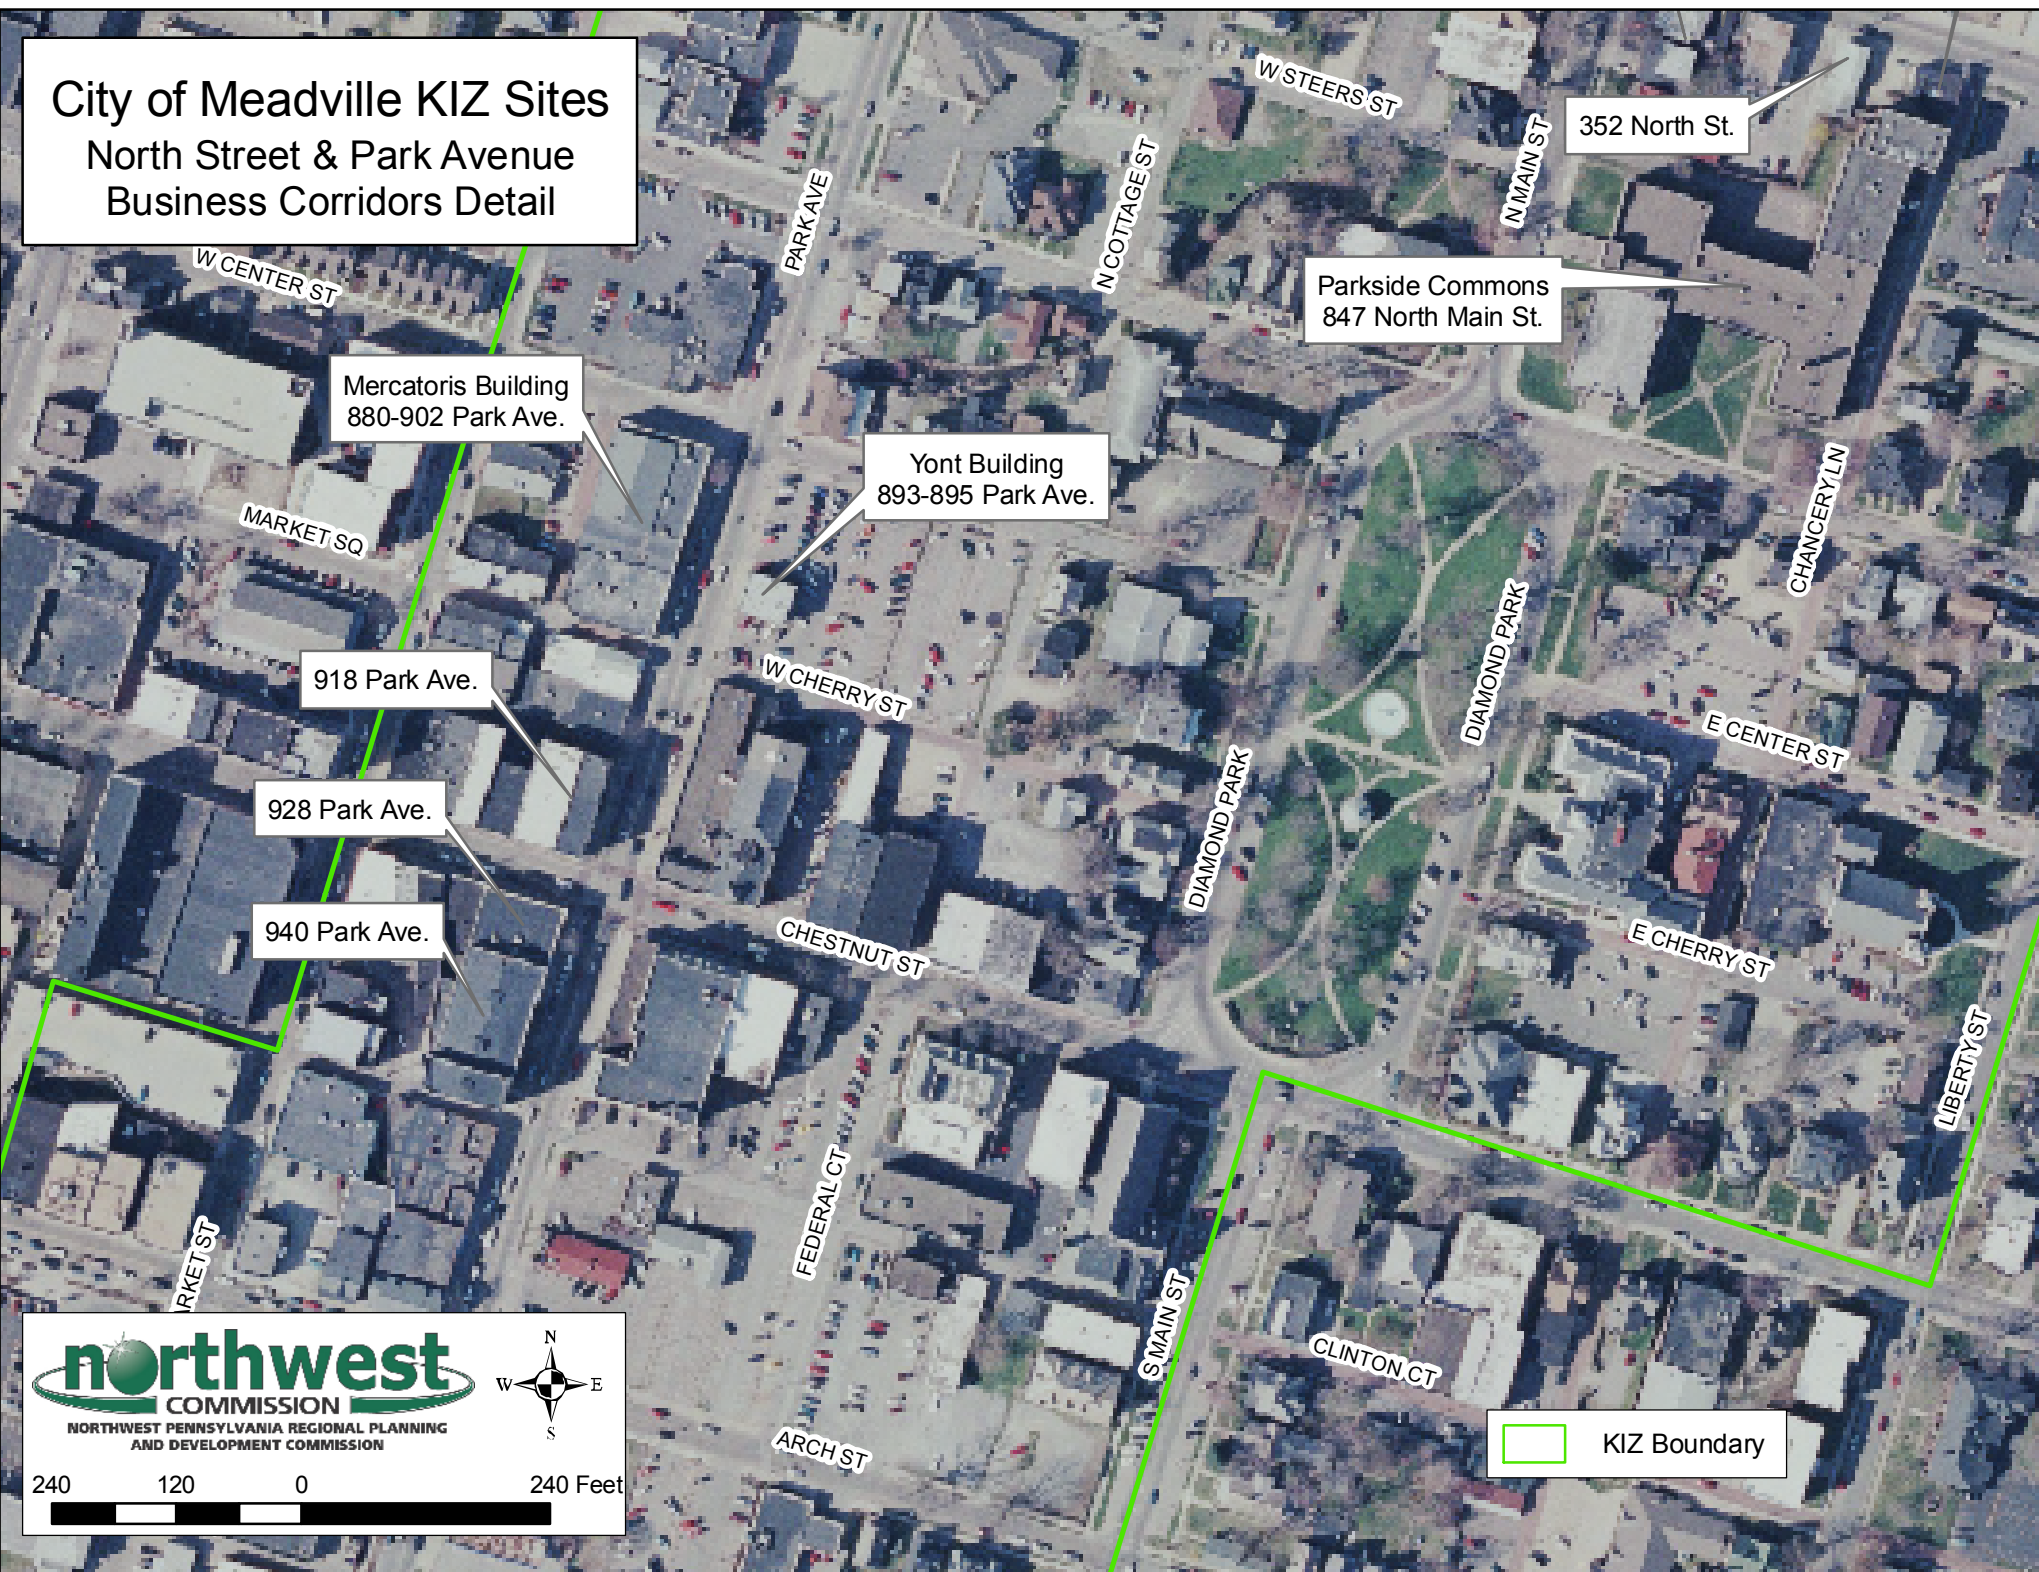 City of Meadville KIZ Sites
North Street & Park Avenue
Business Corridors Detail
W STEERS ST
352 North St.
N MAIN ST
PARK AVE
N COTTAGE ST
W CENTER ST
Parkside Commons
847 North Main St.
Mercatoris Building
880-902 Park Ave.
Yont Building
893-895 Park Ave.
CHANCERY LN
MARKET SQ
DIAMOND PARK
918 Park Ave.
W CHERRY ST
E CENTER ST
DIAMOND PARK
928 Park Ave.
940 Park Ave.
CHESTNUT ST
E CHERRY ST
LIBERTY ST
FEDERAL CT
ARKET ST
S MAIN ST
CLINTON CT
ARCH ST
northwest
COMMISSION
NORTHWEST PENNSYLVANIA REGIONAL PLANNING
AND DEVELOPMENT COMMISSION
N
W E
S
240 120 0 240 Feet
KIZ Boundary